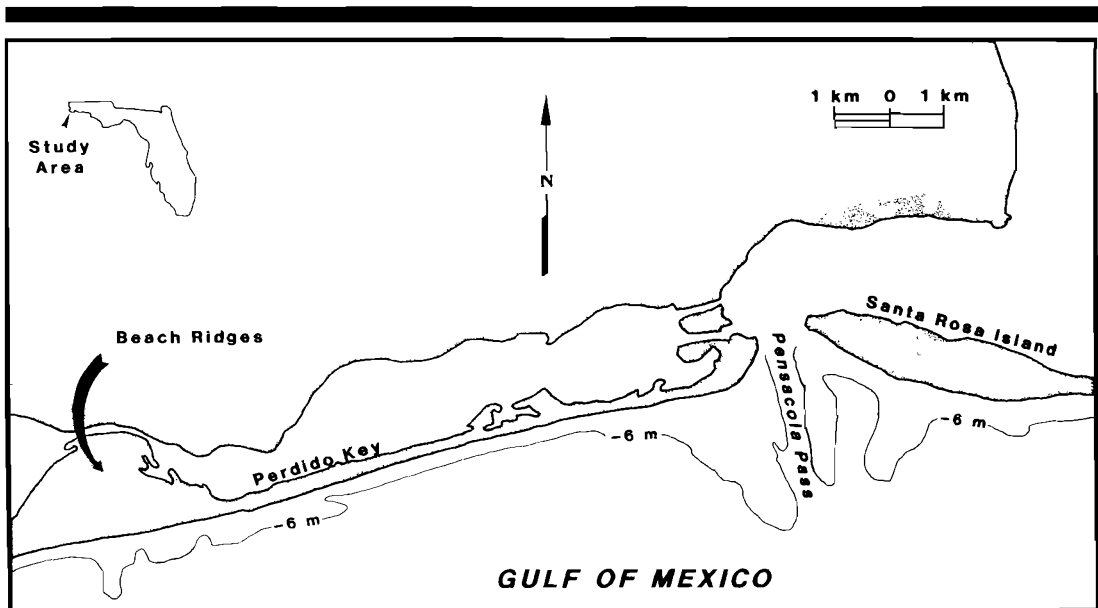 1 km 0 1 km
Study
Area
N
Santa Rosa Island
Beach Ridges
Pensacola Pass
Perdido Key
-6 m
-6 m
-6 m
GULF OF MEXICO